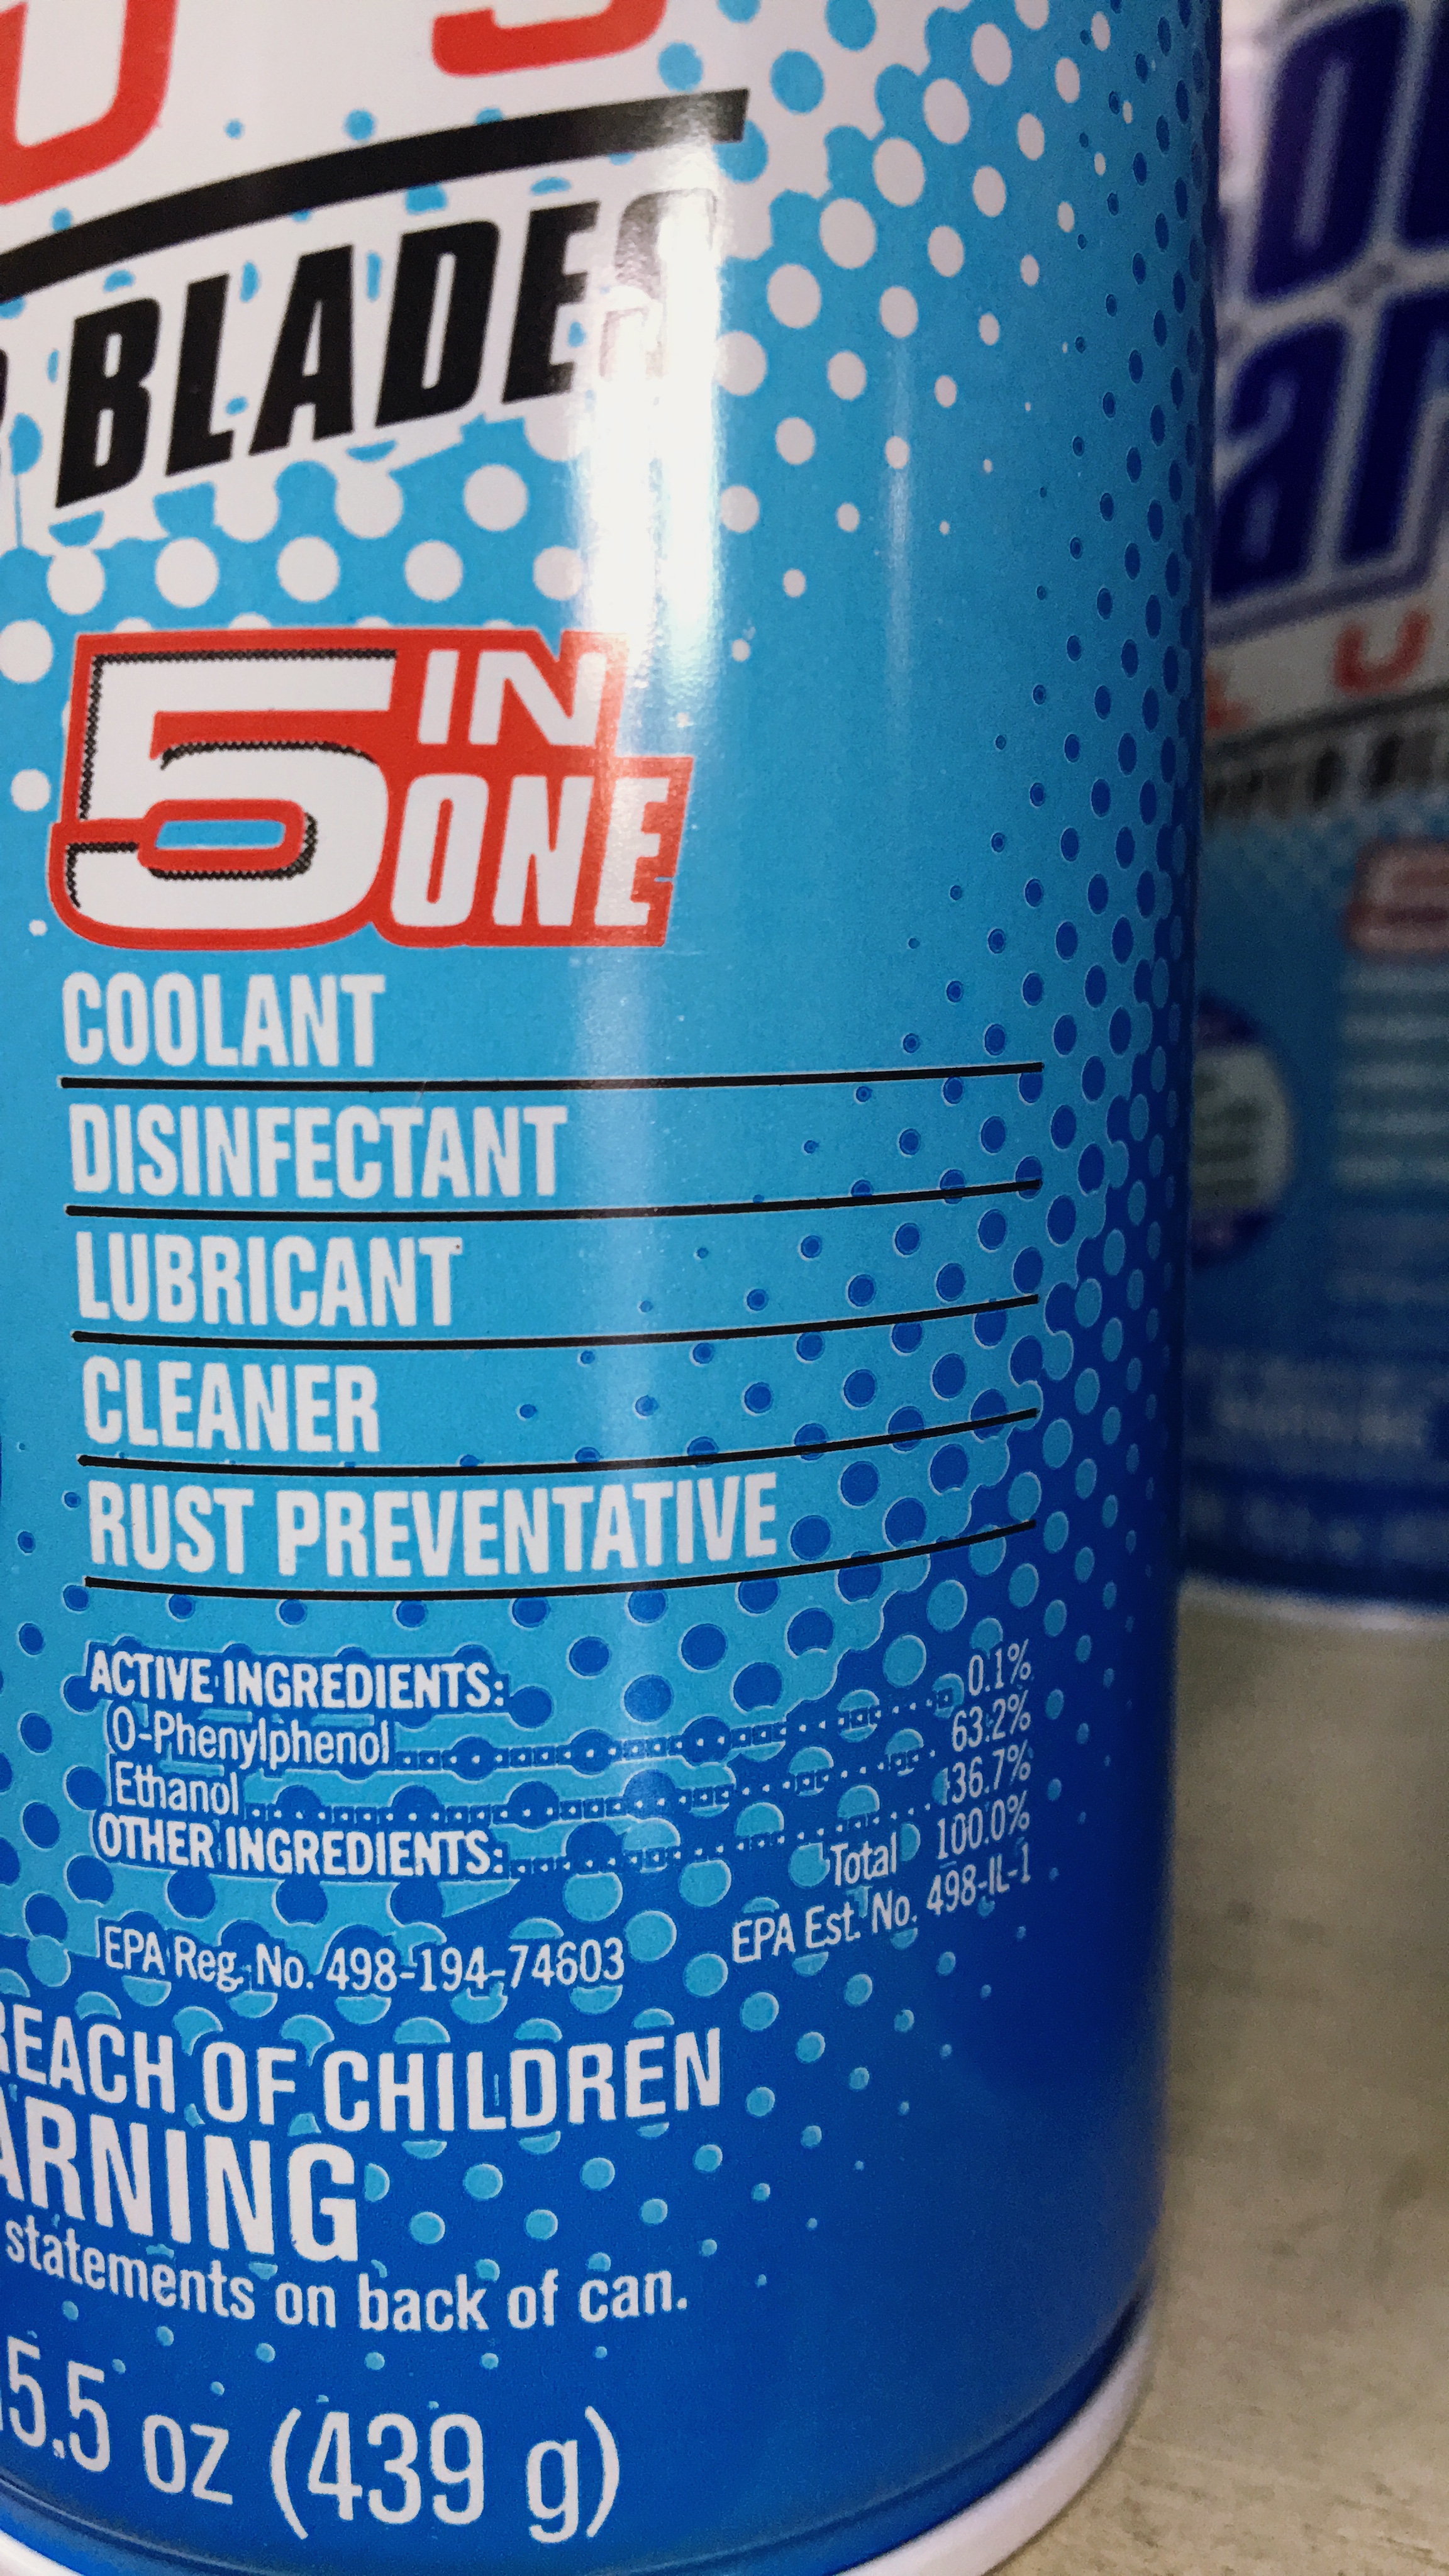 BLADES
5 IN ONE
COOLANT
DISINFECTANT
LUBRICANT
CLEANER
RUST PREVENTATIVE
ACTIVE INGREDIENTS:
O-Phenylphenol 0.1%
Ethanol 63.2%
OTHER INGREDIENTS: 36.7%
Total 100.0%
EPA Reg. No. 498-194-74603 EPA Est. No. 498-IL-1
REACH OF CHILDREN
ARNING
statements on back of can.
5.5 oz (439 g)